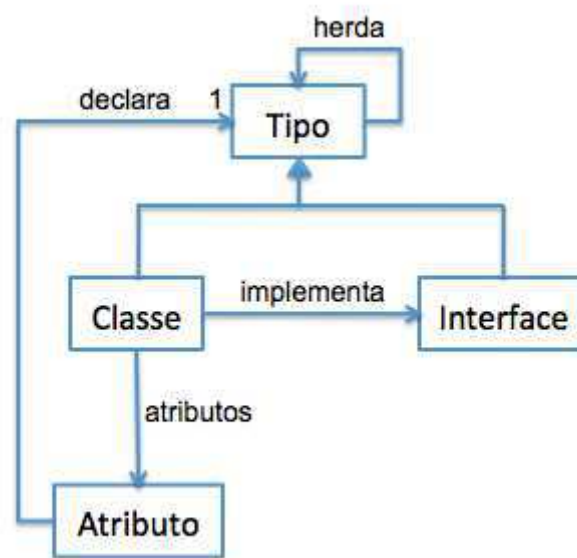 herda
declara 1
Tipo
implementa
Classe
Interface
atributos
Atributo